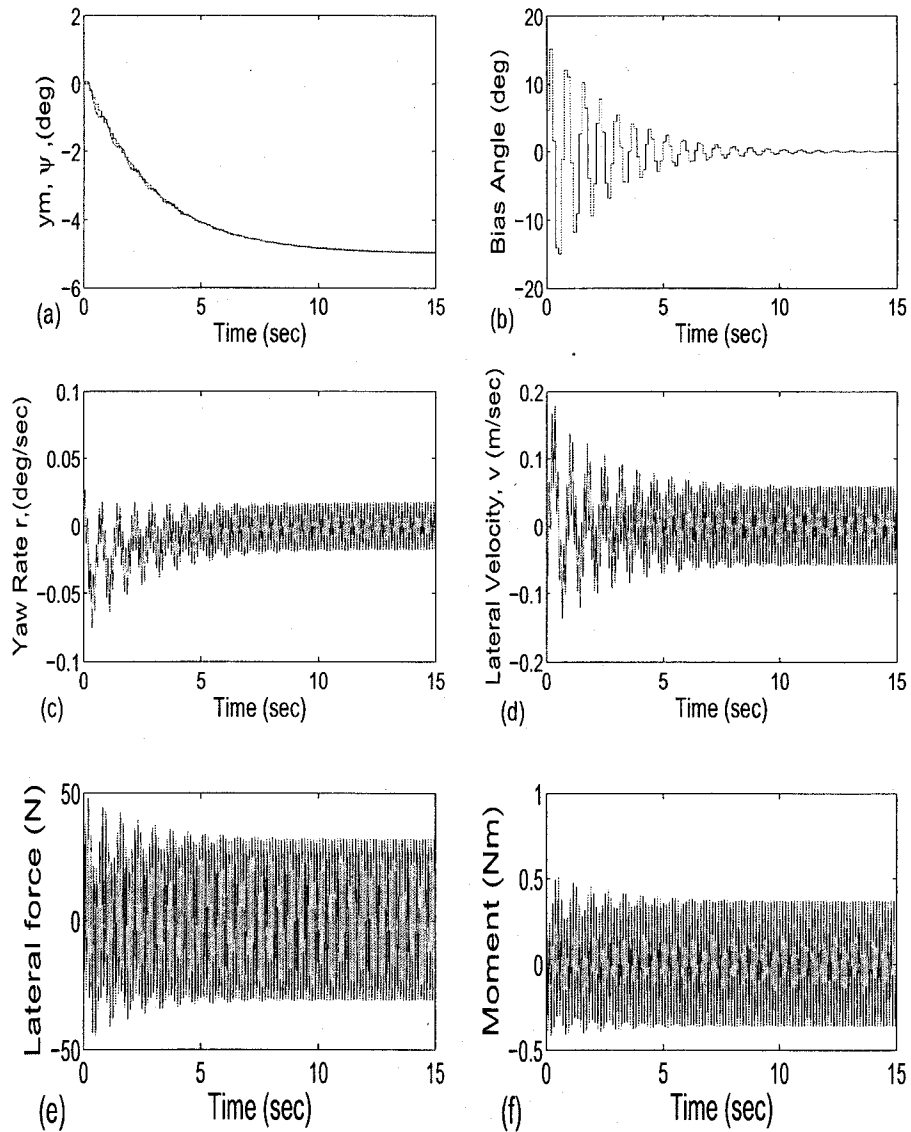 2
0
−2
−4
−6
ym, ψ ,(deg)
0 5 10 15
Time (sec)
(a)
20
10
0
−10
−20
Bias Angle (deg)
0 5 10 15
Time (sec)
(b)
0.1
0.05
0
−0.05
−0.1
Yaw Rate r,(deg/sec)
0 5 10 15
Time (sec)
(c)
0.2
0.1
0
−0.1
−0.2
Lateral Velocity, v (m/sec)
0 5 10 15
Time (sec)
(d)
50
0
−50
Lateral force (N)
0 5 10 15
Time (sec)
(e)
1
0.5
0
−0.5
Moment (Nm)
0 5 10 15
Time (sec)
(f)